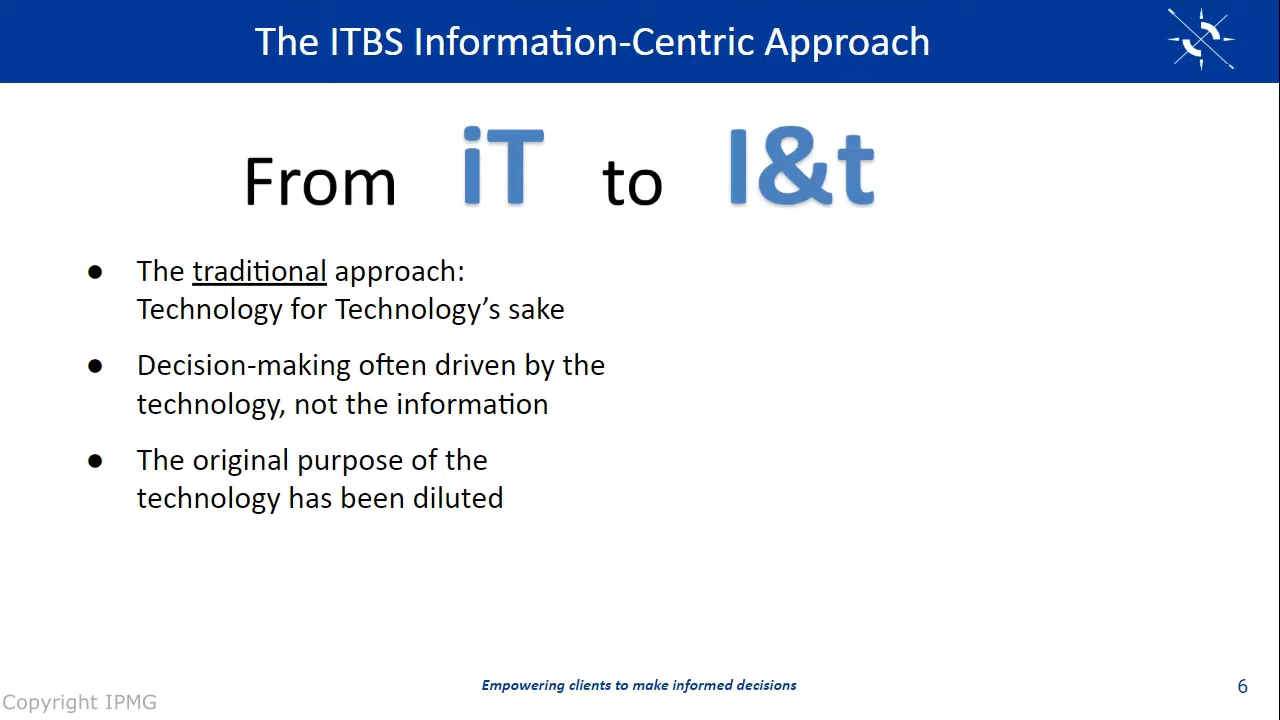 The ITBS Information-Centric Approach
From iT to I&t
● The traditional approach:
Technology for Technology’s sake
● Decision-making often driven by the
technology, not the information
● The original purpose of the
technology has been diluted
Empowering clients to make informed decisions
6
Copyright IPMG